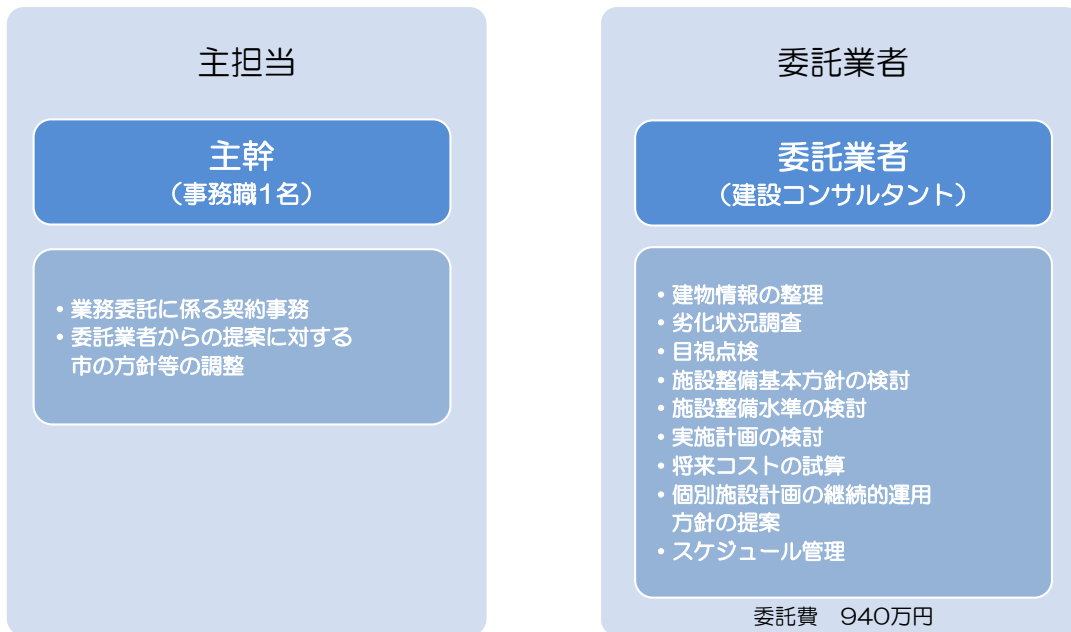 主担当
主幹
（事務職1名）
・業務委託に係る契約事務
・委託業者からの提案に対する
市の方針等の調整
委託業者
委託業者
（建設コンサルタント）
・建物情報の整理
・劣化状況調査
・目視点検
・施設整備基本方針の検討
・施設整備水準の検討
・実施計画の検討
・将来コストの試算
・個別施設計画の継続的運用
方針の提案
・スケジュール管理
委託費　940万円